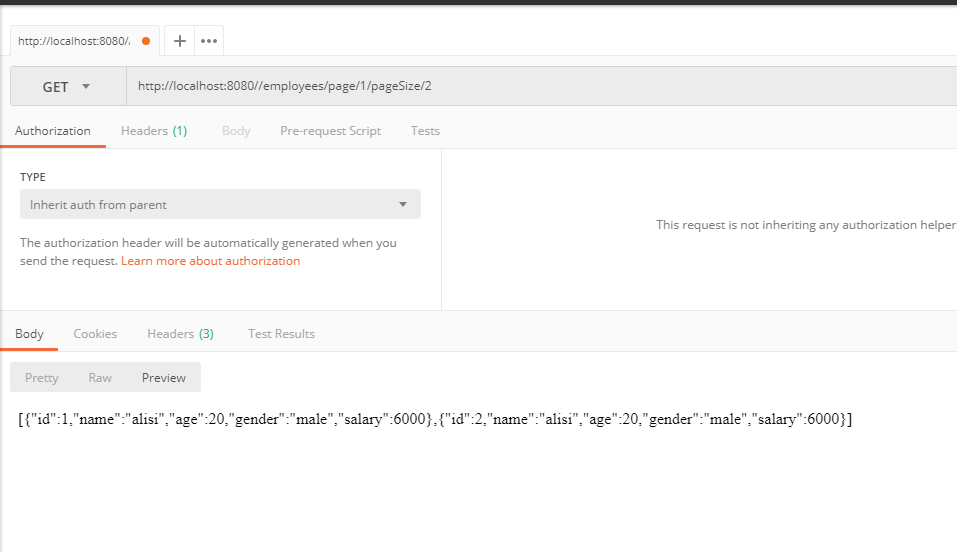 http://localhost:8080/
GET
http://localhost:8080//employees/page/1/pageSize/2
Authorization Headers (1) Body Pre-request Script Tests
TYPE
Inherit auth from parent
The authorization header will be automatically generated when you
send the request. Learn more about authorization
This request is not inheriting any authorization helper
Body Cookies Headers (3) Test Results
Pretty Raw Preview
[{"id":1,"name":"alisi","age":20,"gender":"male","salary":6000},{"id":2,"name":"alisi","age":20,"gender":"male","salary":6000}]